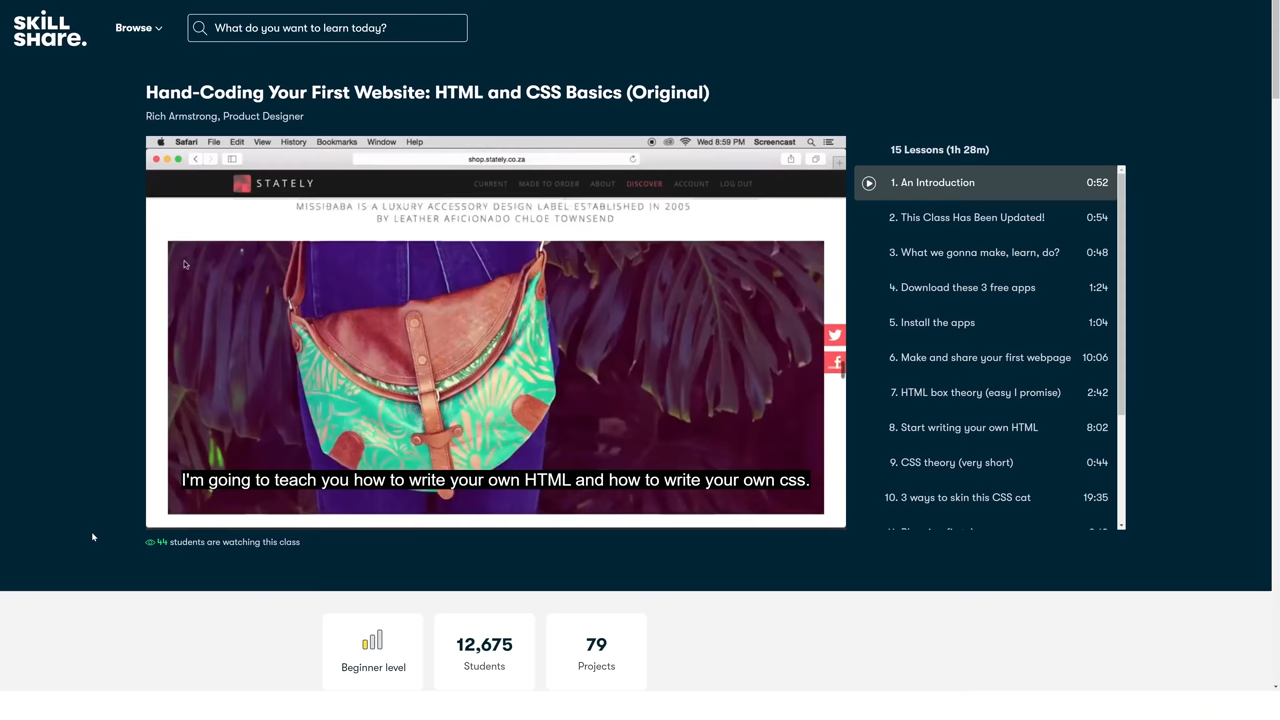 SKILL
SHARE.
Browse
What do you want to learn today?
Hand-Coding Your First Website: HTML and CSS Basics (Original)
Rich Armstrong, Product Designer
Safari File Edit View History Bookmarks Window Help Wed 8:59 PM Screencast
shop.stately.co.za
STATELY
CURRENT MADE TO ORDER ABOUT DISCOVER ACCOUNT LOG OUT
MISSIBABA IS A LUXURY ACCESSORY DESIGN LABEL ESTABLISHED IN 2005
BY LEATHER AFICIONADO CHLOE TOWNSEND
I'm going to teach you how to write your own HTML and how to write your own css.
44 students are watching this class
15 Lessons (1h 28m)
1. An Introduction 0:52
2. This Class Has Been Updated! 0:54
3. What we gonna make, learn, do? 0:48
4. Download these 3 free apps 1:24
5. Install the apps 1:04
6. Make and share your first webpage 10:06
7. HTML box theory (easy I promise) 2:42
8. Start writing your own HTML 8:02
9. CSS theory (very short) 0:44
10. 3 ways to skin this CSS cat 19:35
Beginner level
12,675
Students
79
Projects